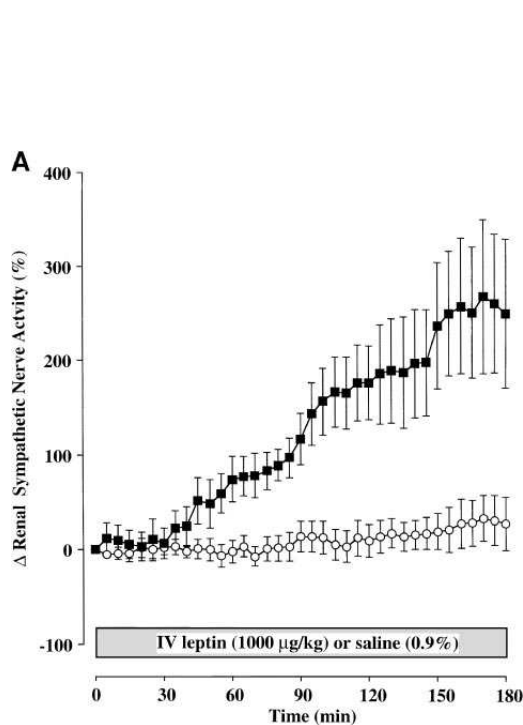 A
400
300
200
100
0
-100
Δ Renal Sympathetic Nerve Actvity (%)
IV leptin (1000 μg/kg) or saline (0.9%)
0 30 60 90 120 150 180
Time (min)